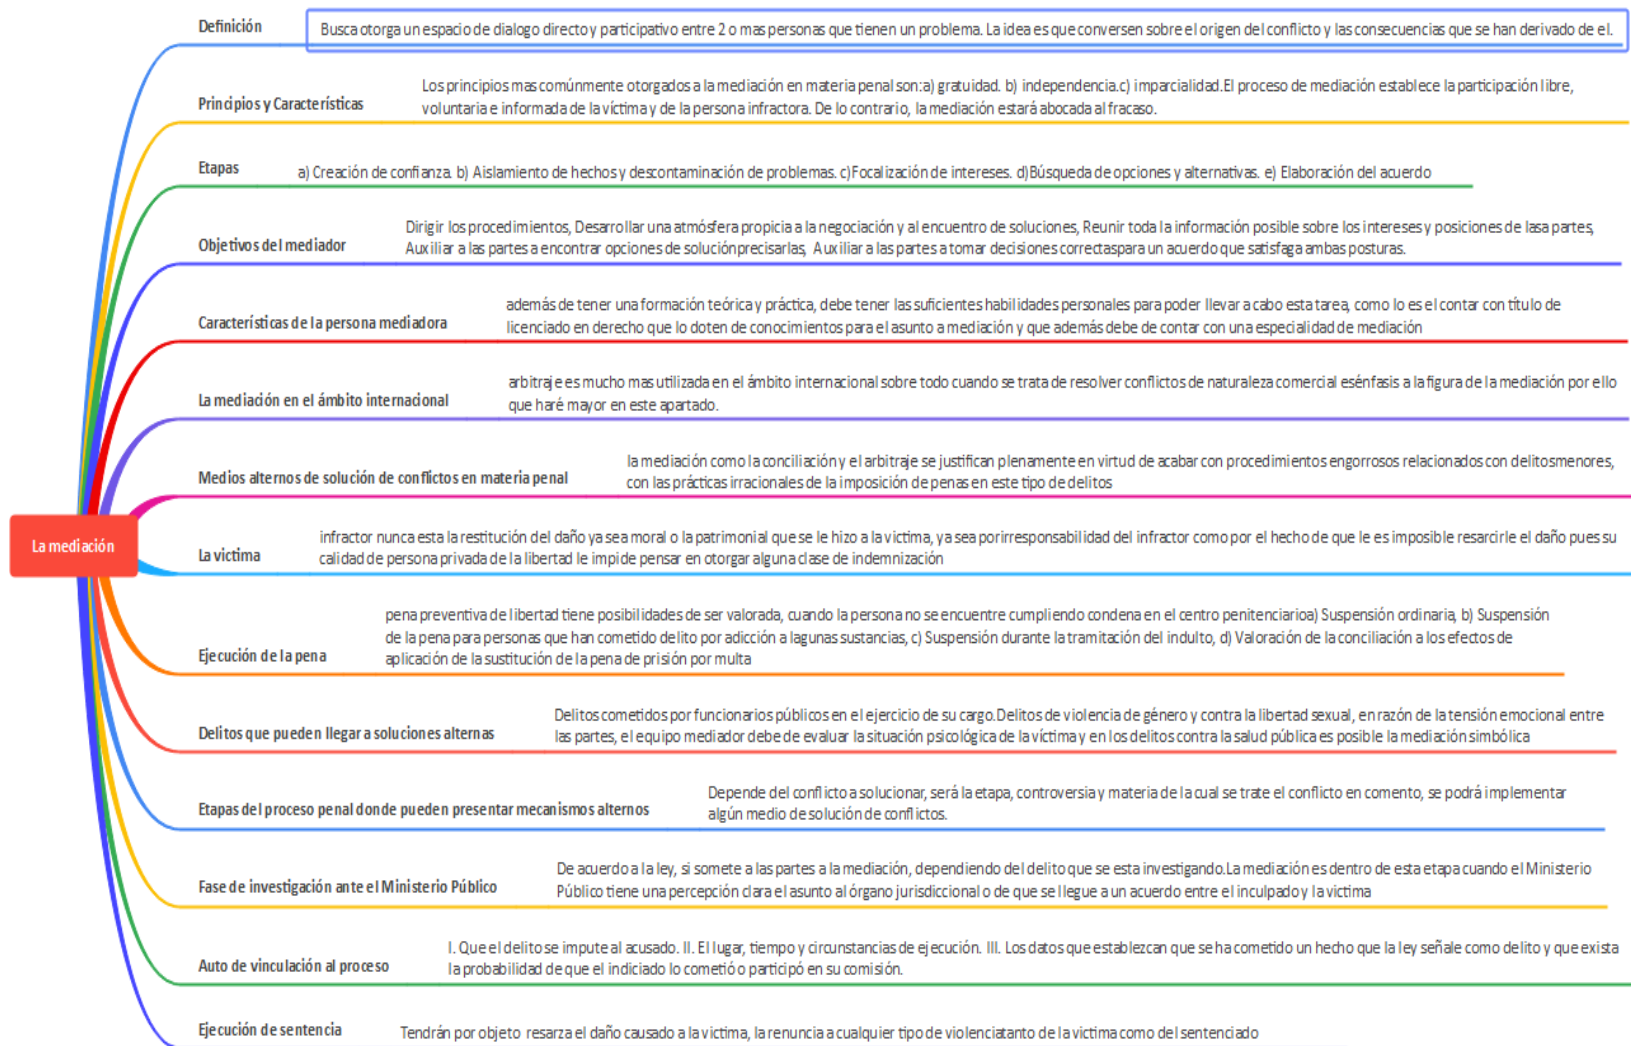 Definición
Busca otorga un espacio de dialogo directo y participativo entre 2 o mas personas que tienen un problema. La idea es que conversen sobre el origen del conflicto y las consecuencias que se han derivado de el.
Principios y Características
Los principios mas comúnmente otorgados a la mediación en materia penal son:a) gratuidad. b) independencia.c) imparcialidad.El proceso de mediación establece la participación libre,
voluntaria e informada de la víctima y de la persona infractora. De lo contrario, la mediación estará abocada al fracaso.
Etapas
a) Creación de confianza. b) Aislamiento de hechos y descontaminación de problemas. c)Focalización de intereses. d)Búsqueda de opciones y alternativas. e) Elaboración del acuerdo
Objetivos del mediador
Dirigir los procedimientos, Desarrollar una atmósfera propicia a la negociación y al encuentro de soluciones, Reunir toda la información posible sobre los intereses y posiciones de lasa partes,
Auxiliar a las partes a encontrar opciones de soluciónprecisarlas, Auxiliar a las partes a tomar decisiones correctaspara un acuerdo que satisfaga ambas posturas.
Características de la persona mediadora
además de tener una formación teórica y práctica, debe tener las suficientes habilidades personales para poder llevar a cabo esta tarea, como lo es el contar con título de
licenciado en derecho que lo doten de conocimientos para el asunto a mediación y que además debe de contar con una especialidad de mediación
La mediación en el ámbito internacional
arbitraje es mucho mas utilizada en el ámbito internacional sobre todo cuando se trata de resolver conflictos de naturaleza comercial esénfasis a la figura de la mediación por ello
que haré mayor en este apartado.
Medios alternos de solución de conflictos en materia penal
la mediación como la conciliación y el arbitraje se justifican plenamente en virtud de acabar con procedimientos engorrosos relacionados con delitosmenores,
con las prácticas irracionales de la imposición de penas en este tipo de delitos
La mediación
La victima
infractor nunca esta la restitución del daño ya sea moral o la patrimonial que se le hizo a la victima, ya sea porirresponsabilidad del infractor como por el hecho de que le es imposible resarcirle el daño pues su
calidad de persona privada de la libertad le impide pensar en otorgar alguna clase de indemnización
Ejecución de la pena
pena preventiva de libertad tiene posibilidades de ser valorada, cuando la persona no se encuentre cumpliendo condena en el centro penitenciarioa) Suspensión ordinaria, b) Suspensión
de la pena para personas que han cometido delito por adicción a lagunas sustancias, c) Suspensión durante la tramitación del indulto, d) Valoración de la conciliación a los efectos de
aplicación de la sustitución de la pena de prisión por multa
Delitos que pueden llegar a soluciones alternas
Delitos cometidos por funcionarios públicos en el ejercicio de su cargo.Delitos de violencia de género y contra la libertad sexual, en razón de la tensión emocional entre
las partes, el equipo mediador debe de evaluar la situación psicológica de la víctima y en los delitos contra la salud pública es posible la mediación simbólica
Etapas del proceso penal donde pueden presentar mecanismos alternos
Depende del conflicto a solucionar, será la etapa, controversia y materia de la cual se trate el conflicto en comento, se podrá implementar
algún medio de solución de conflictos.
Fase de investigación ante el Ministerio Público
De acuerdo a la ley, si somete a las partes a la mediación, dependiendo del delito que se esta investigando.La mediación es dentro de esta etapa cuando el Ministerio
Público tiene una percepción clara el asunto al órgano jurisdiccional o de que se llegue a un acuerdo entre el inculpado y la victima
Auto de vinculación al proceso
I. Que el delito se impute al acusado. II. El lugar, tiempo y circunstancias de ejecución. III. Los datos que establezcan que se ha cometido un hecho que la ley señale como delito y que exista
la probabilidad de que el indiciado lo cometió o participó en su comisión.
Ejecución de sentencia
Tendrán por objeto resarza el daño causado a la victima, la renuncia a cualquier tipo de violenciatanto de la victima como del sentenciado